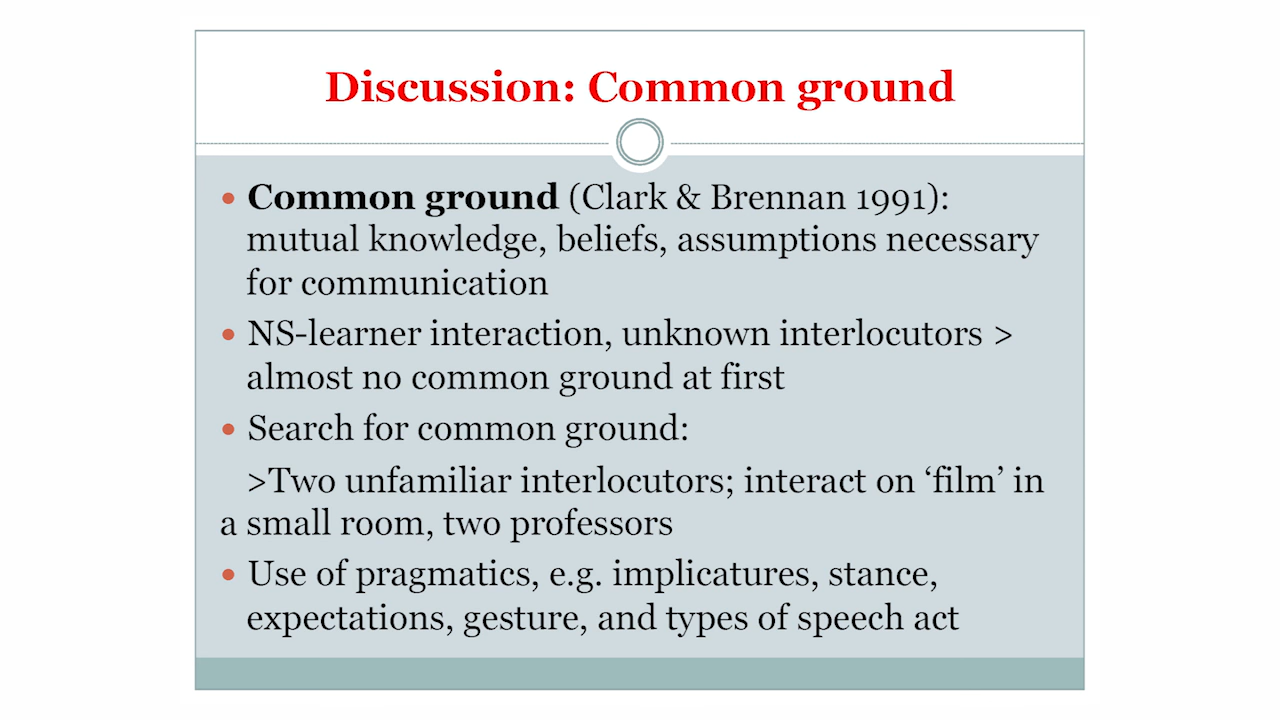 Discussion: Common ground
• Common ground (Clark & Brennan 1991):
mutual knowledge, beliefs, assumptions necessary
for communication
• NS-learner interaction, unknown interlocutors >
almost no common ground at first
• Search for common ground:
>Two unfamiliar interlocutors; interact on ‘film’ in
a small room, two professors
• Use of pragmatics, e.g. implicatures, stance,
expectations, gesture, and types of speech act